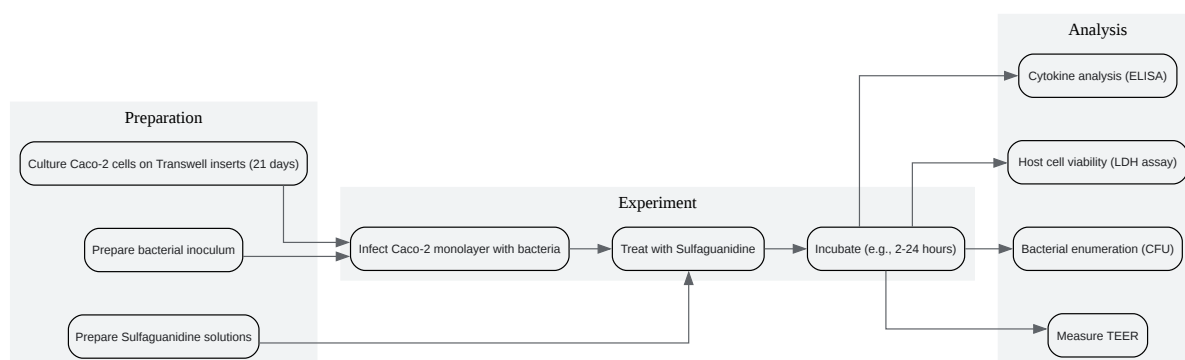 Preparation
Culture Caco-2 cells on Transwell inserts (21 days)
Prepare bacterial inoculum
Prepare Sulfaguanidine solutions
Experiment
Infect Caco-2 monolayer with bacteria
Treat with Sulfaguanidine
Incubate (e.g., 2-24 hours)
Analysis
Cytokine analysis (ELISA)
Host cell viability (LDH assay)
Bacterial enumeration (CFU)
Measure TEER